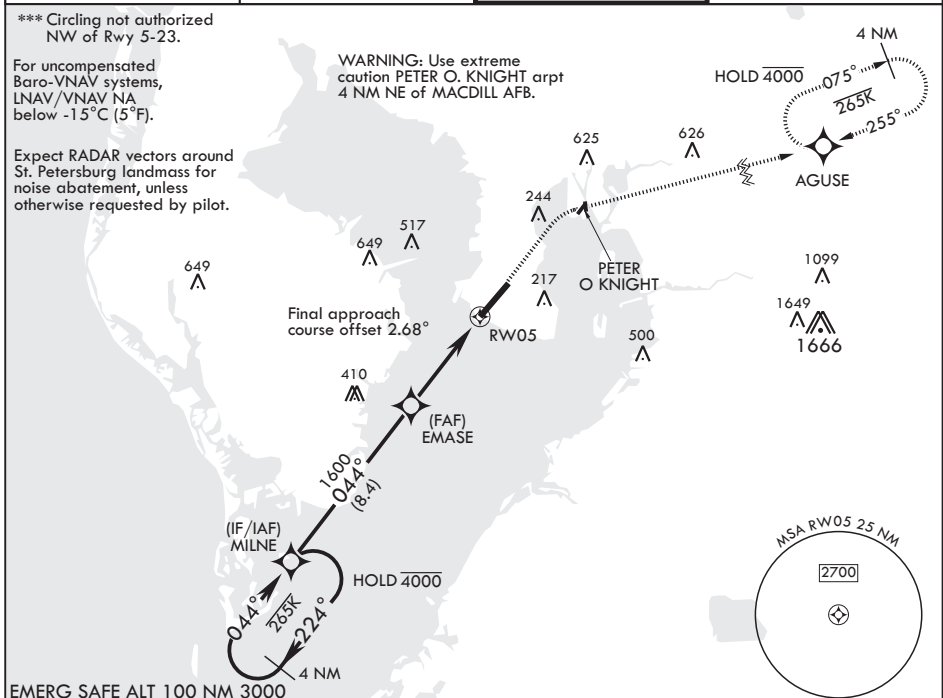 *** Circling not authorized
NW of Rwy 5-23.
For uncompensated
Baro-VNAV systems,
LNAV/VNAV NA
below -15°C (5°F).
Expect RADAR vectors around
St. Petersburg landmass for
noise abatement, unless
otherwise requested by pilot.
WARNING: Use extreme
caution PETER O. KNIGHT arpt
4 NM NE of MACDILL AFB.
4 NM
HOLD 4000
075°
265K
255°
AGUSE
625
626
244
517
649
649
217
PETER
O KNIGHT
1099
1649
1666
Final approach
course offset 2.68°
RW05
500
410
(FAF)
EMASE
1600
044°
(8.4)
(IF/IAF)
MILNE
HOLD 4000
044°
265K
224°
4 NM
MSA RW05 25 NM
2700
EMERG SAFE ALT 100 NM 3000